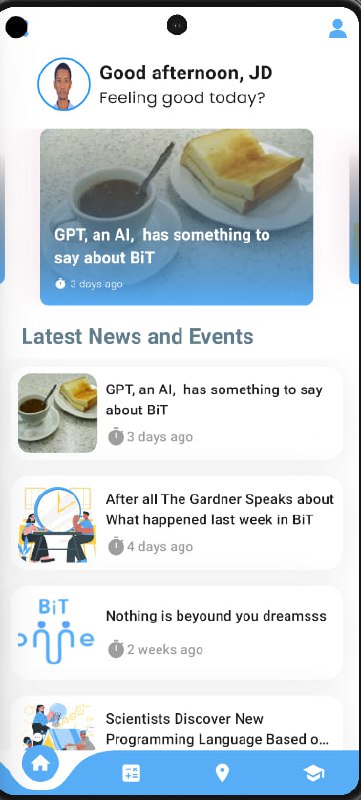 Good afternoon, JD
Feeling good today?
GPT, an AI,  has something to
say about BiT
3 days ago
Latest News and Events
GPT, an AI,  has something to say
about BiT
3 days ago
After all The Gardner Speaks about
What happened last week in BiT
4 days ago
BiT
Nothing is beyound you dreamsss
2 weeks ago
Scientists Discover New
Programming Language Based o...